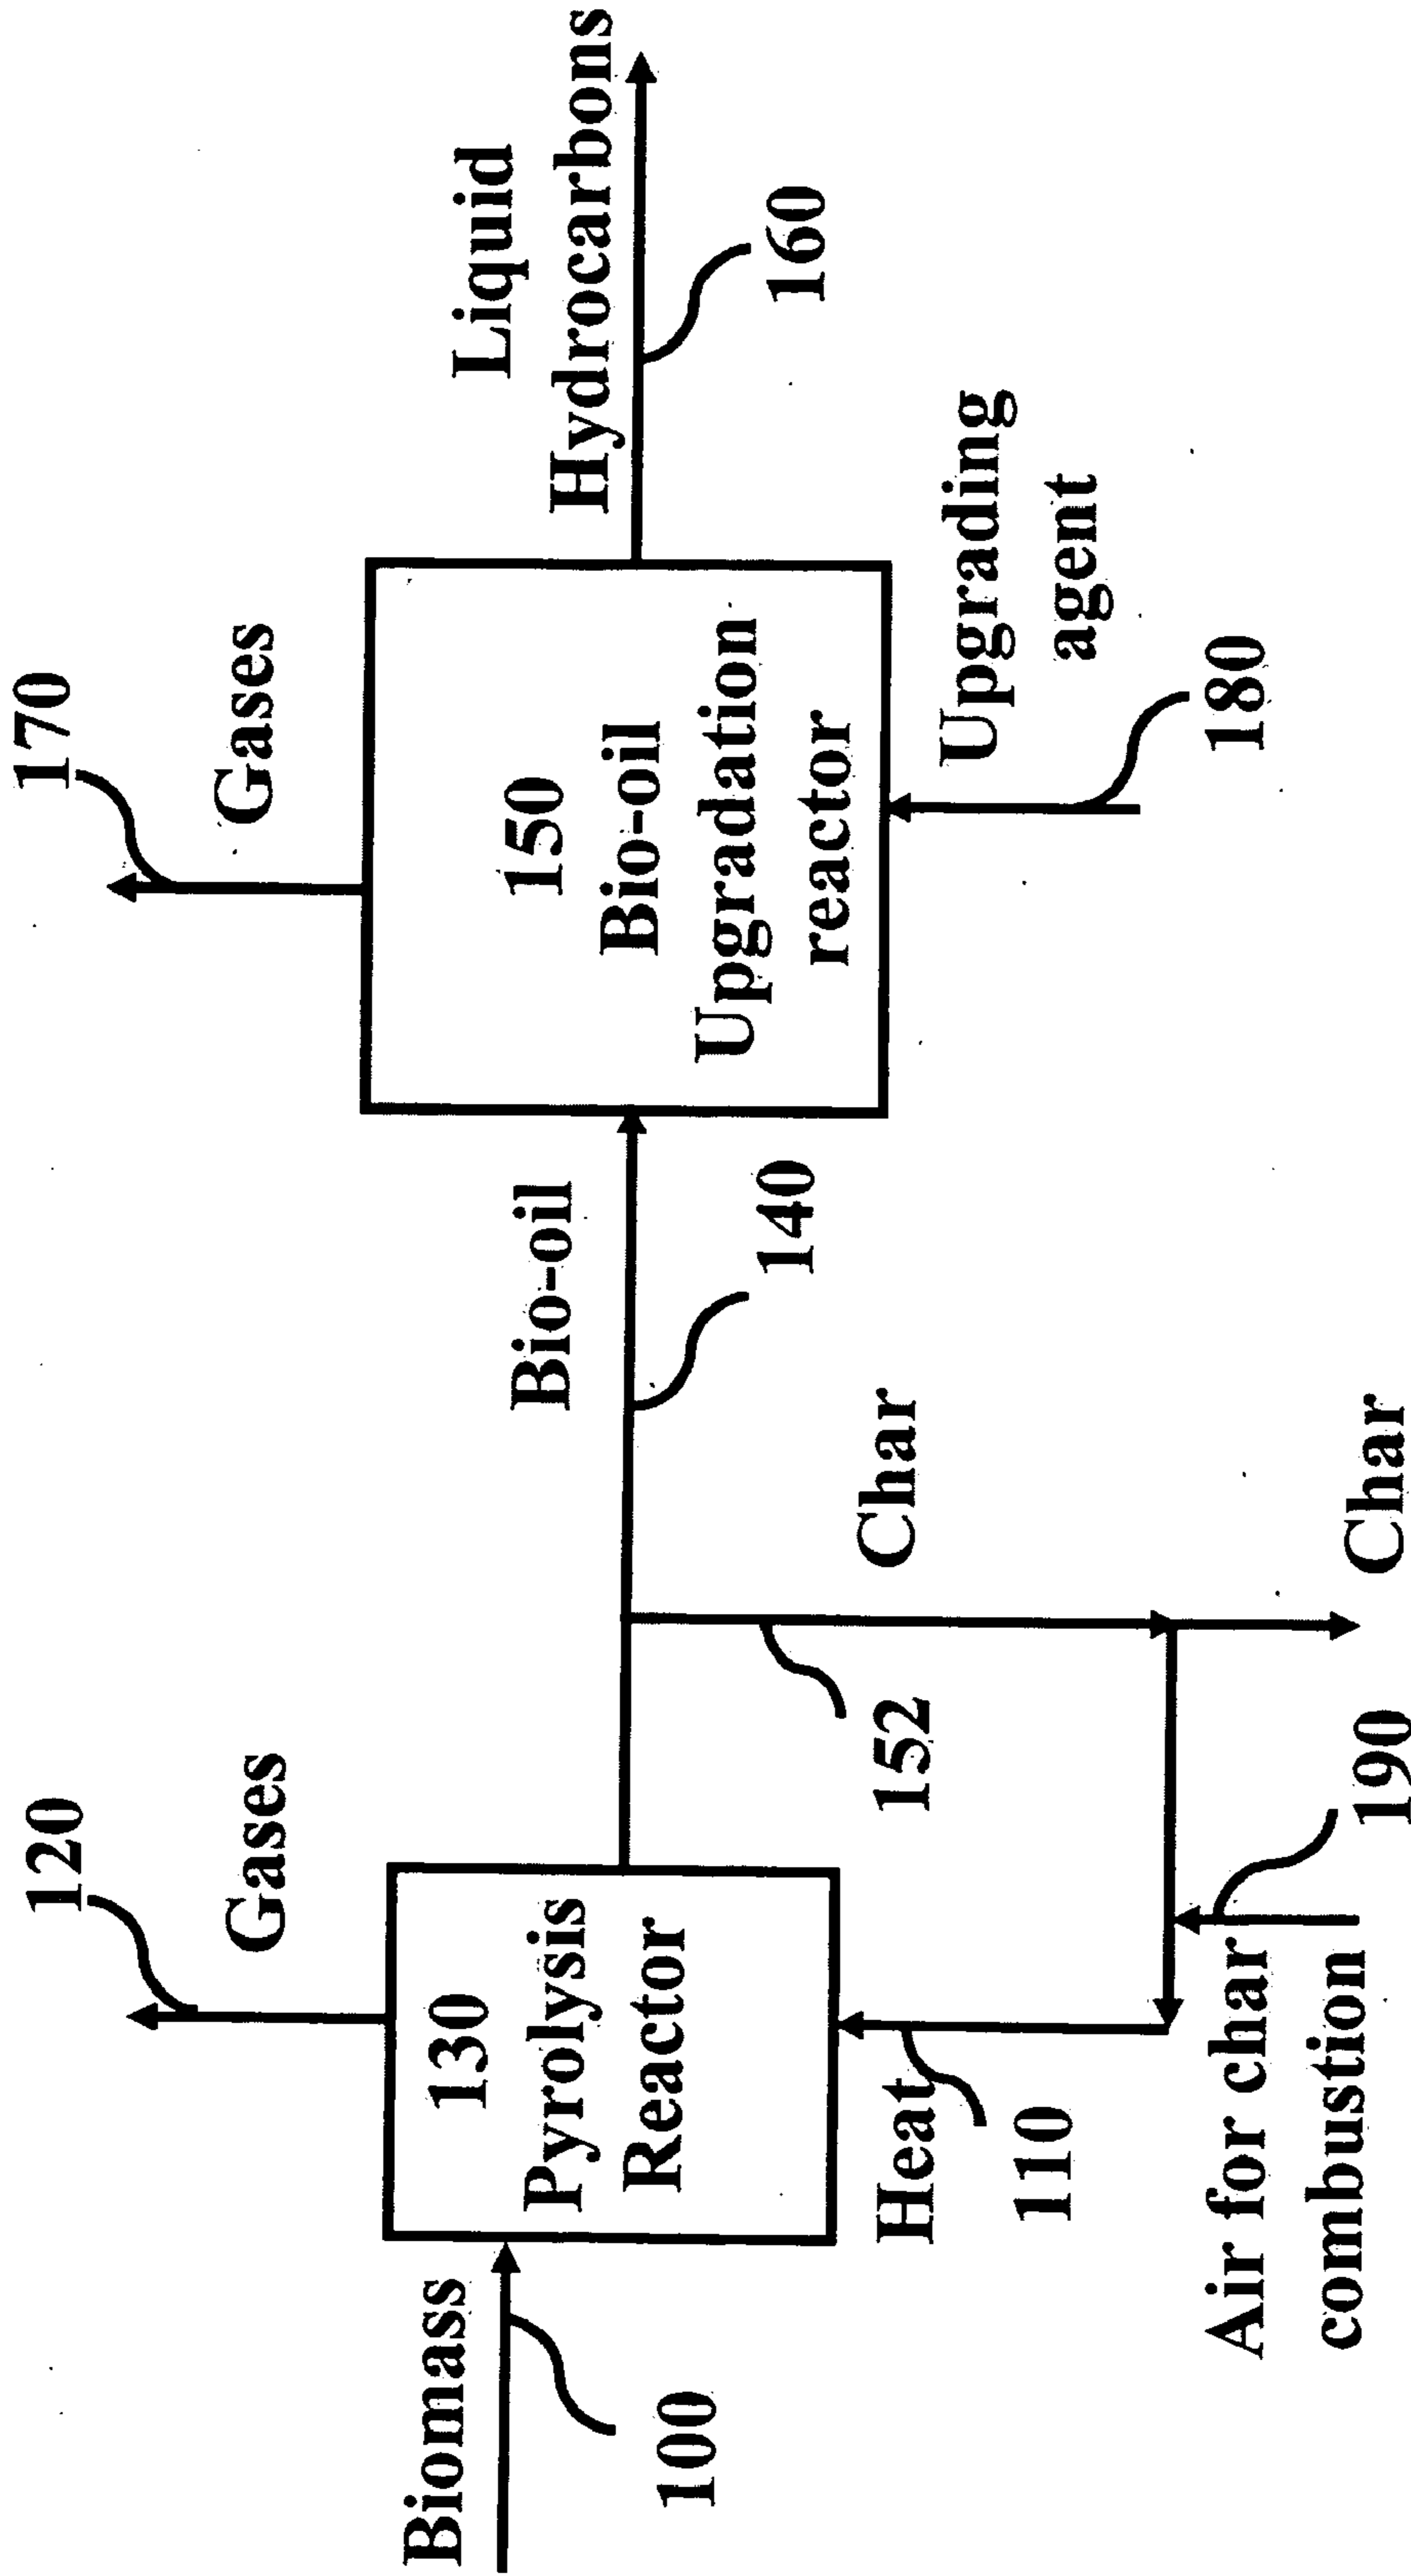 120
Gases
130
Pyrolysis
Reactor
Biomass
100
Heat
110
Air for char
combustion
190
152
Char
Char
Bio-oil
140
170
Gases
150
Bio-oil
Upgradation
reactor
Upgrading
agent
180
Liquid
Hydrocarbons
160